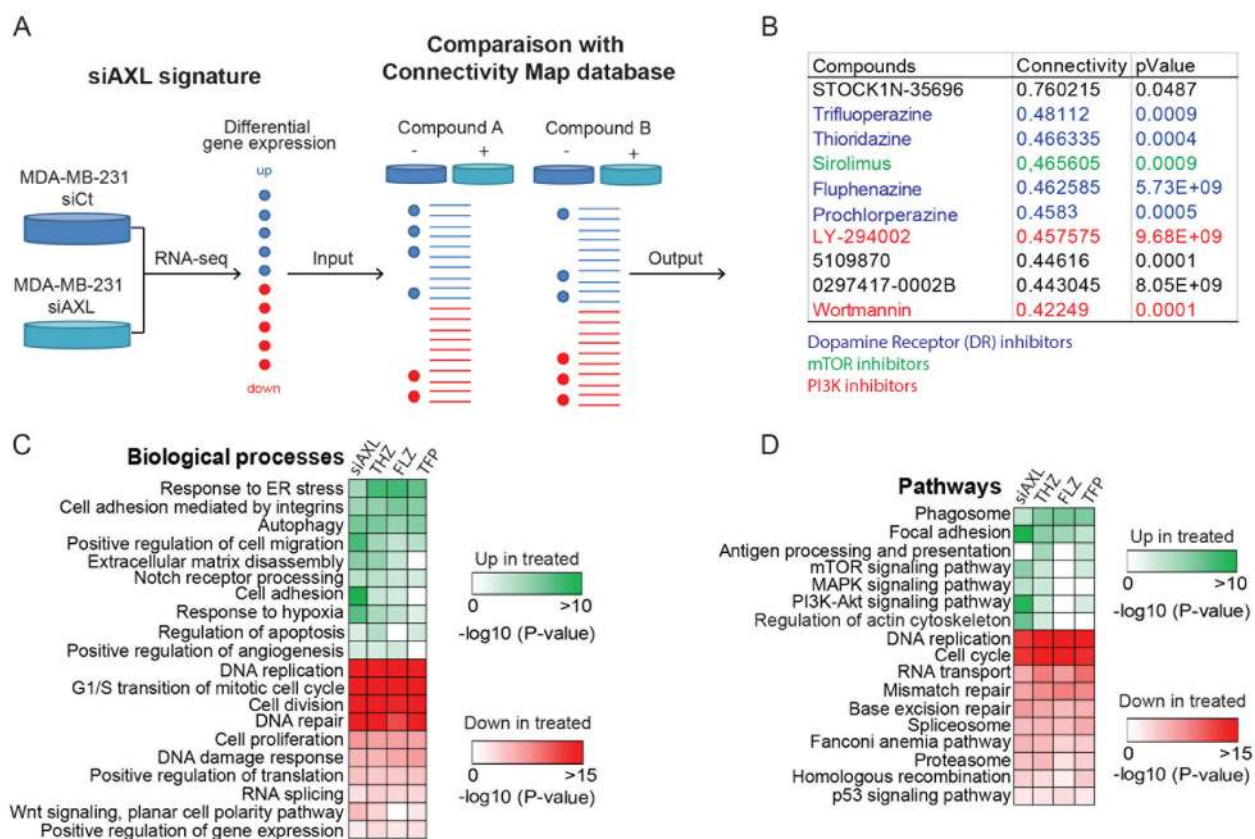 A
siAXL signature
Comparaison with
Connectivity Map database
Differential
gene expression
up
MDA-MB-231
siCt
RNA-seq
MDA-MB-231
siAXL
down
Input
Compound A
- +
Compound B
- +
Output
B
Compounds Connectivity pValue
STOCK1N-35696 0.760215 0.0487
Trifluoperazine 0.48112 0.0009
Thioridazine 0.466335 0.0004
Sirolimus 0,465605 0.0009
Fluphenazine 0.462585 5.73E+09
Prochlorperazine 0.4583 0.0005
LY-294002 0.457575 9.68E+09
5109870 0.44616 0.0001
0297417-0002B 0.443045 8.05E+09
Wortmannin 0.42249 0.0001
Dopamine Receptor (DR) inhibitors
mTOR inhibitors
PI3K inhibitors
C
Biological processes
siAXL THZ FLZ TFP
Response to ER stress
Cell adhesion mediated by integrins
Autophagy
Positive regulation of cell migration
Extracellular matrix disassembly
Notch receptor processing
Cell adhesion
Response to hypoxia
Regulation of apoptosis
Positive regulation of angiogenesis
DNA replication
G1/S transition of mitotic cell cycle
Cell division
DNA repair
Cell proliferation
DNA damage response
Positive regulation of translation
RNA splicing
Wnt signaling, planar cell polarity pathway
Positive regulation of gene expression
Up in treated
0 >10
-log10 (P-value)
Down in treated
0 >15
-log10 (P-value)
D
Pathways
siAXL THZ FLZ TFP
Phagosome
Focal adhesion
Antigen processing and presentation
mTOR signaling pathway
MAPK signaling pathway
PI3K-Akt signaling pathway
Regulation of actin cytoskeleton
DNA replication
Cell cycle
RNA transport
Mismatch repair
Base excision repair
Spliceosome
Fanconi anemia pathway
Proteasome
Homologous recombination
p53 signaling pathway
Up in treated
0 >10
-log10 (P-value)
Down in treated
0 >15
-log10 (P-value)